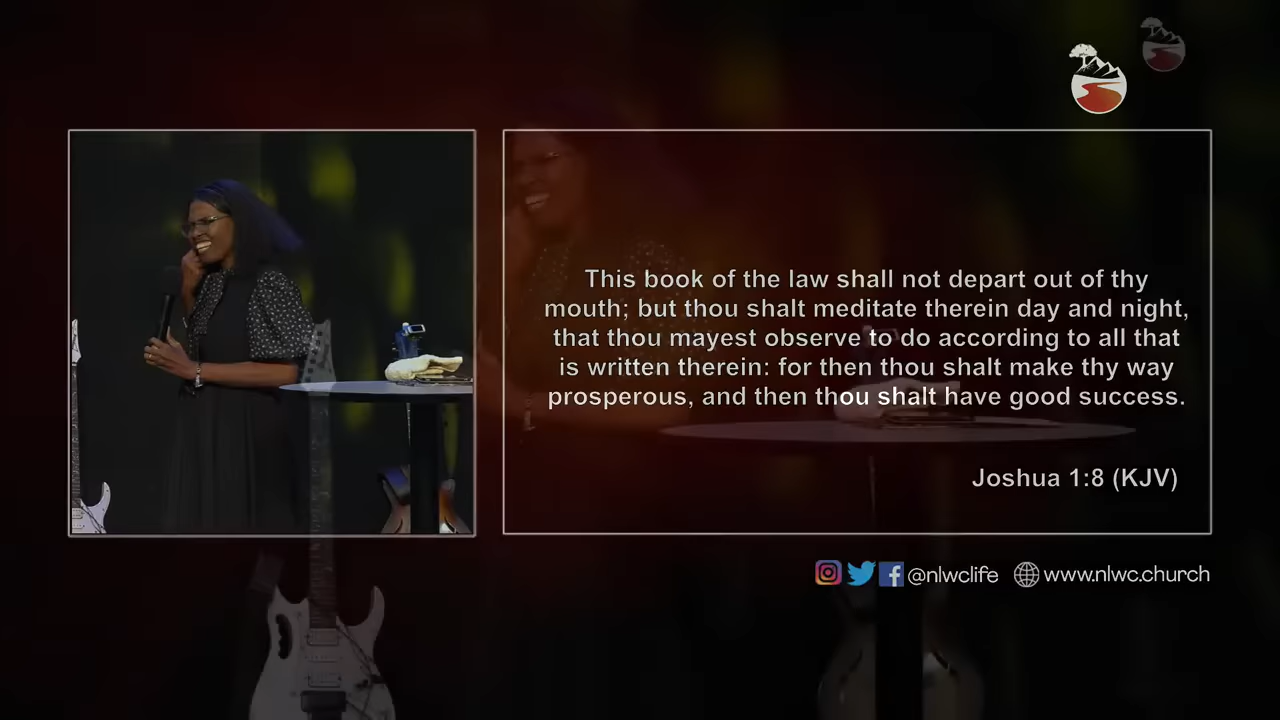 This book of the law shall not depart out of thy
mouth; but thou shalt meditate therein day and night,
that thou mayest observe to do according to all that
is written therein: for then thou shalt make thy way
prosperous, and then thou shalt have good success.
Joshua 1:8 (KJV)
@nlwclife www.nlwc.church